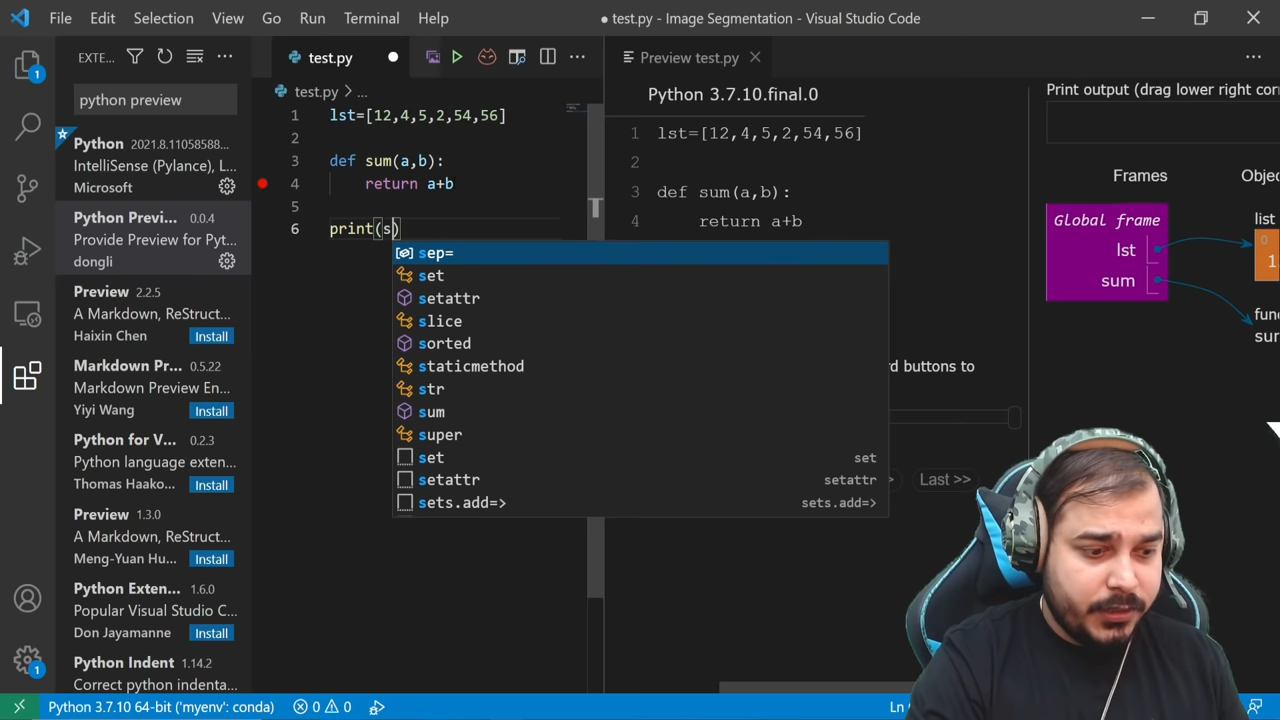 File Edit Selection View Go Run Terminal Help
● test.py - Image Segmentation - Visual Studio Code
EXTE...
python preview
Python 2021.8.11058588...
IntelliSense (Pylance), L...
Microsoft
Python Previ... 0.0.4
Provide Preview for Pyt...
dongli
Preview 2.2.5
A Markdown, ReStruct...
Haixin Chen Install
Markdown Pr... 0.5.22
Markdown Preview En...
Yiyi Wang Install
Python for V... 0.2.3
Python language exten...
Thomas Haako... Install
Preview 1.3.0
A Markdown, ReStruct...
Meng-Yuan Hu... Install
Python Exten... 1.6.0
Popular Visual Studio C...
Don Jayamanne Install
Python Indent 1.14.2
Correct python indenta...
1
1
test.py
test.py > ...
1 lst=[12,4,5,2,54,56]
2
3 def sum(a,b):
4 return a+b
5
6 print(s)
sep=
set
setattr
slice
sorted
staticmethod
str
sum
super
set set
setattr setattr
sets.add=> sets.add=>
Preview test.py
Python 3.7.10.final.0
1 lst=[12,4,5,2,54,56]
2
3 def sum(a,b):
4 return a+b
d buttons to
Last >>
Print output (drag lower right cor
Frames Objec
Global frame
lst
sum
list
0
1
func
sur
Python 3.7.10 64-bit ('myenv': conda) 0 0
Ln